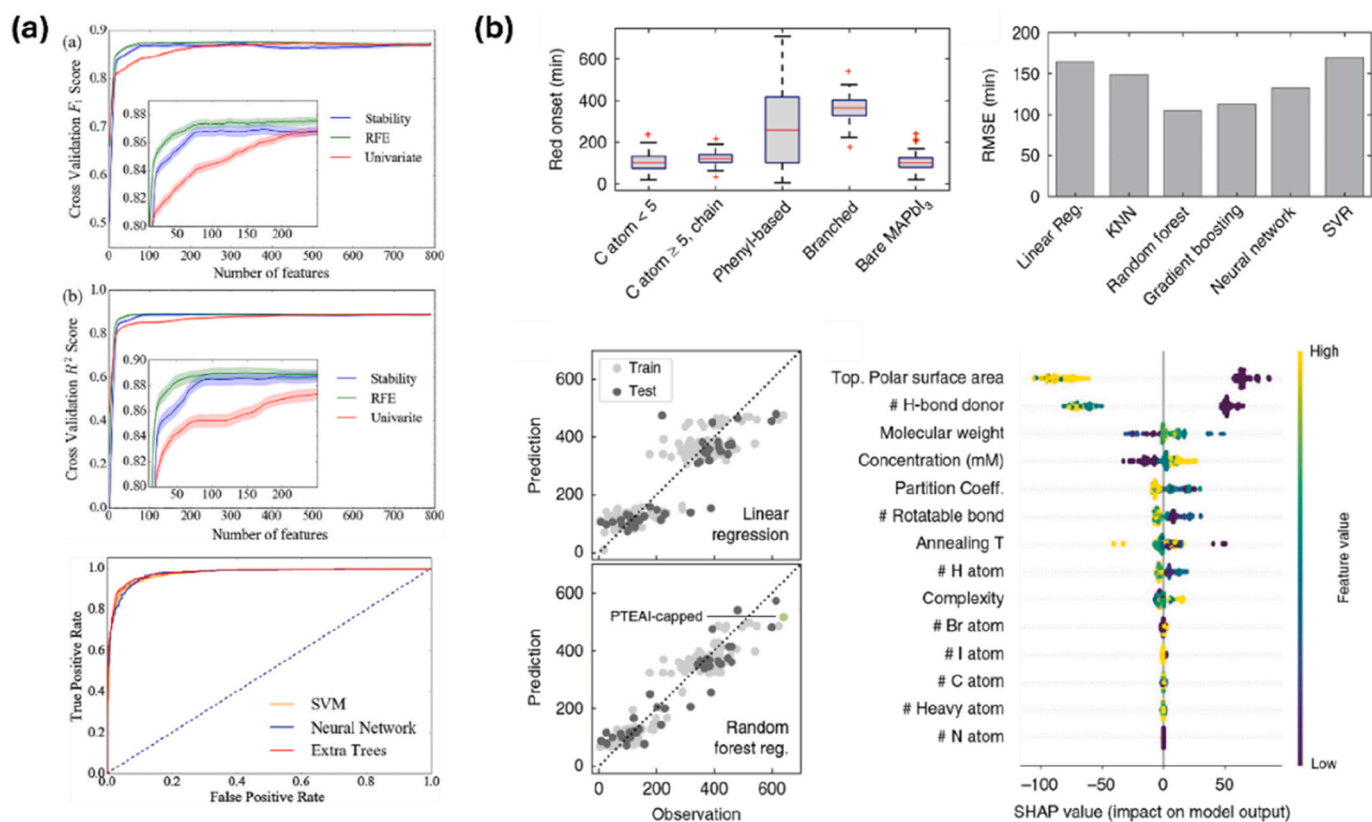 (a)
(a)
Cross Validation F1 Score
0.9
0.8
0.7
0.6
0.5
0.88
0.86
0.84
0.82
0.80
50
100
150
200
Stability
RFE
Univariate
0
100
200
300
400
500
600
700
800
Number of features
(b)
Cross Validation R² Score
1.0
0.8
0.6
0.4
0.2
0.0
0.90
0.88
0.86
0.84
0.82
0.80
50
100
150
200
Stability
RFE
Univarite
0
100
200
300
400
500
600
700
800
Number of features
True Positive Rate
1.0
0.8
0.6
0.4
0.2
0.0
SVM
Neural Network
Extra Trees
0.0
0.2
0.4
0.6
0.8
1.0
False Positive Rate
(b)
Red onset (min)
600
400
200
0
C atom < 5
C atom ≥ 5, chain
Phenyl-based
Branched
Bare MAPbI3
RMSE (min)
200
150
100
50
0
Linear Reg.
KNN
Random forest
Gradient boosting
Neural network
SVR
Prediction
600
400
200
0
Train
Test
Linear
regression
Prediction
600
400
200
0
PTEAI-capped
Random
forest reg.
0
200
400
600
Observation
Top. Polar surface area
# H-bond donor
Molecular weight
Concentration (mM)
Partition Coeff.
# Rotatable bond
Annealing T
# H atom
Complexity
# Br atom
# I atom
# C atom
# Heavy atom
# N atom
−100
−50
0
50
SHAP value (impact on model output)
High
Feature value
Low